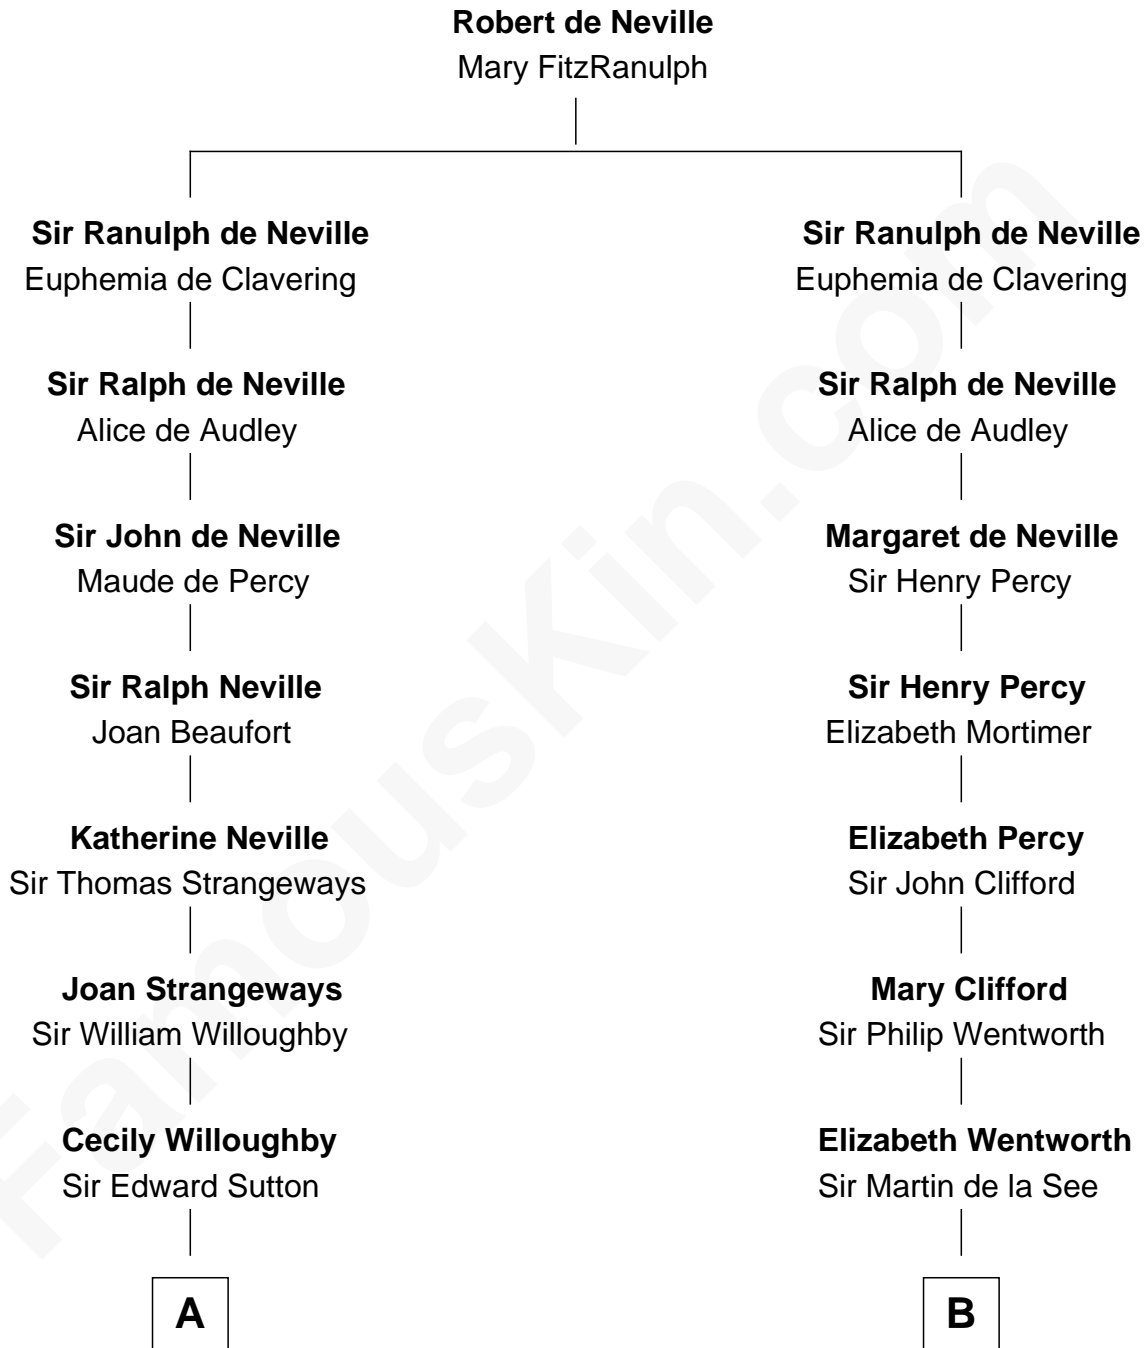 Robert de Neville
Mary FitzRanulph
Sir Ranulph de Neville
Euphemia de Clavering
Sir Ranulph de Neville
Euphemia de Clavering
Sir Ralph de Neville
Alice de Audley
Sir Ralph de Neville
Alice de Audley
Sir John de Neville
Maude de Percy
Margaret de Neville
Sir Henry Percy
Sir Ralph Neville
Joan Beaufort
Sir Henry Percy
Elizabeth Mortimer
Katherine Neville
Sir Thomas Strangeways
Elizabeth Percy
Sir John Clifford
Joan Strangeways
Sir William Willoughby
Mary Clifford
Sir Philip Wentworth
Cecily Willoughby
Sir Edward Sutton
Elizabeth Wentworth
Sir Martin de la See
A
B
FamousKin.com